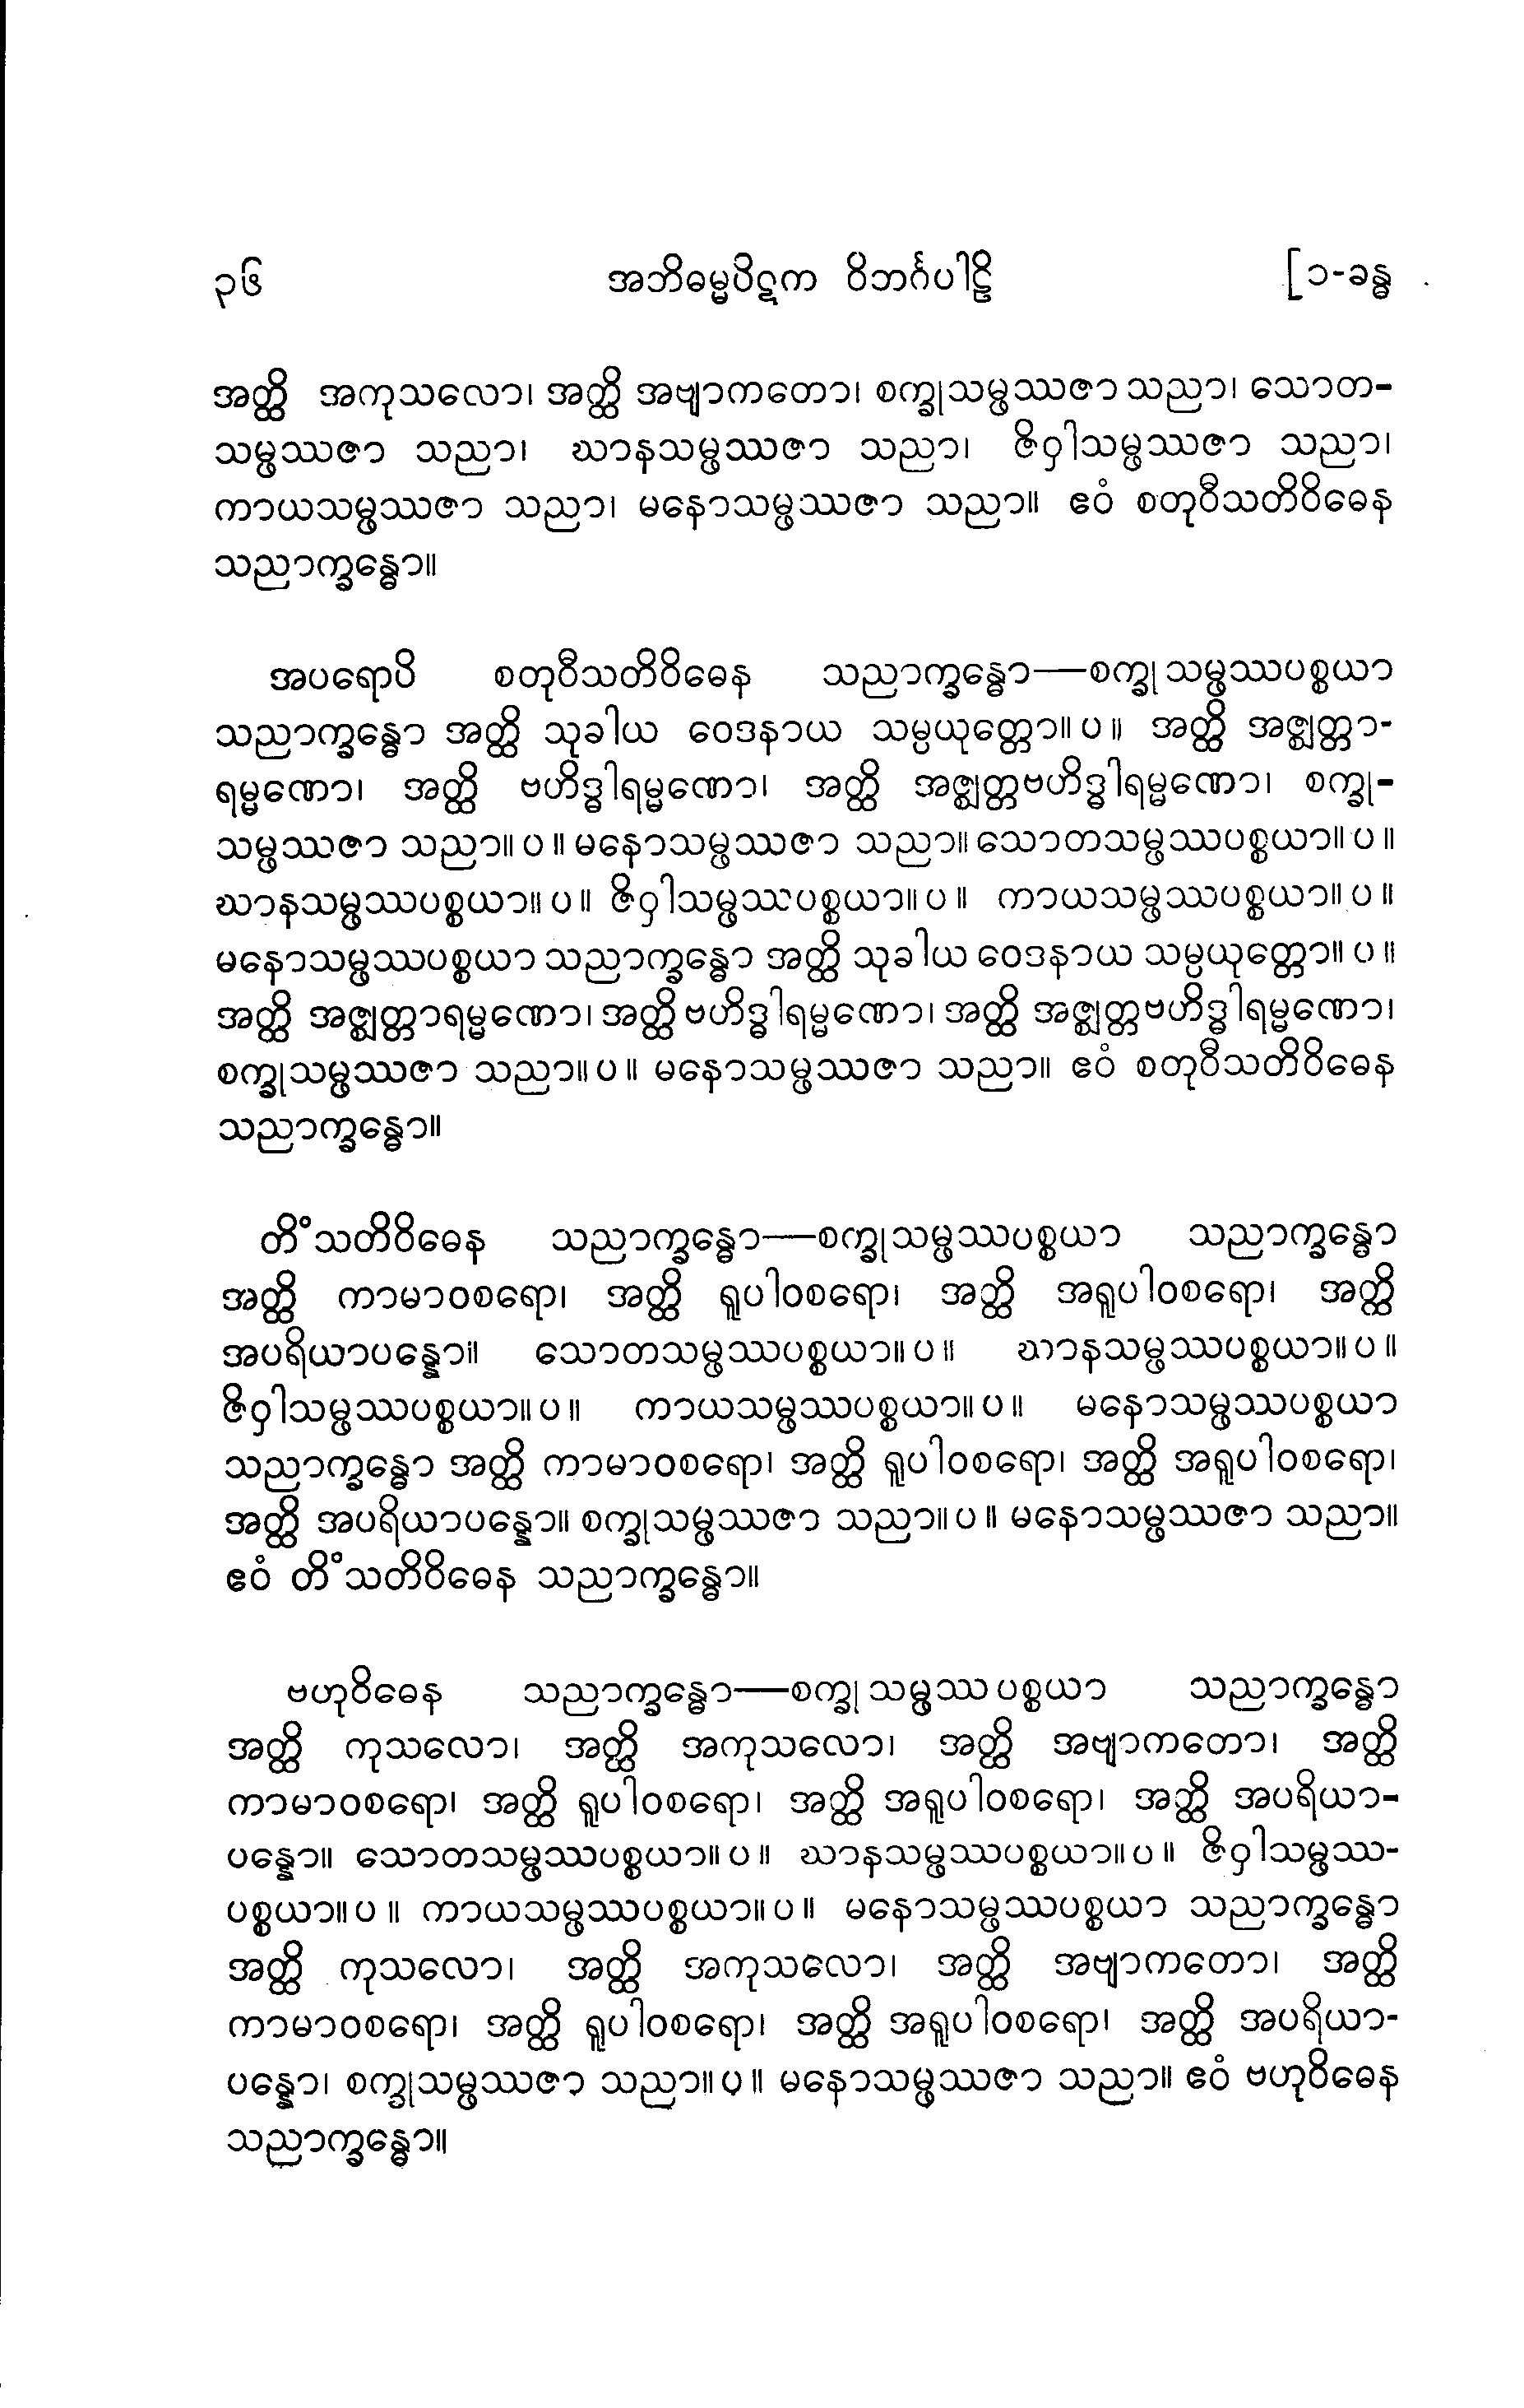 ၃၆ အဘိဓမ္မပိဋက ဝိဘင်္ဂပါဠိ [၁-ခန္ဓ
အတ္ထိ အကုသလော၊ အတ္ထိ အဗျာကတော၊ စက္ခုသမ္ဖဿဇာ သညာ၊ သောတ-
သမ္ဖဿဇာ သညာ၊ ဃာနသမ္ဖဿဇာ သညာ၊ ဇိဝှါသမ္ဖဿဇာ သညာ၊
ကာယသမ္ဖဿဇာ သညာ၊ မနောသမ္ဖဿဇာ သညာ။ ဧဝံ စတုဝီသတိဝိဓေန
သညာက္ခန္ဓော။
အပရောပိ စတုဝီသတိဝိဓေန သညာက္ခန္ဓော—စက္ခုသမ္ဖဿပစ္စယာ
သညာက္ခန္ဓော အတ္ထိ သုခါယ ဝေဒနာယ သမ္ပယုတ္တော။ပ။ အတ္ထိ အဇ္ဈတ္တာ-
ရမ္မဏော၊ အတ္ထိ ဗဟိဒ္ဓါရမ္မဏော၊ အတ္ထိ အဇ္ဈတ္တဗဟိဒ္ဓါရမ္မဏော၊ စက္ခု-
သမ္ဖဿဇာ သညာ။ပ။မနောသမ္ဖဿဇာ သညာ။ သောတသမ္ဖဿပစ္စယာ။ပ။
ဃာနသမ္ဖဿပစ္စယာ။ပ။ ဇိဝှါသမ္ဖဿပစ္စယာ။ပ။ ကာယသမ္ဖဿပစ္စယာ။ပ။
မနောသမ္ဖဿပစ္စယာ သညာက္ခန္ဓော အတ္ထိ သုခါယ ဝေဒနာယ သမ္ပယုတ္တော။ပ။
အတ္ထိ အဇ္ဈတ္တာရမ္မဏော၊ အတ္ထိ ဗဟိဒ္ဓါရမ္မဏော၊ အတ္ထိ အဇ္ဈတ္တဗဟိဒ္ဓါရမ္မဏော၊
စက္ခုသမ္ဖဿဇာ သညာ။ပ။ မနောသမ္ဖဿဇာ သညာ။ ဧဝံ စတုဝီသတိဝိဓေန
သညာက္ခန္ဓော။
တိံသတိဝိဓေန သညာက္ခန္ဓော—စက္ခုသမ္ဖဿပစ္စယာ သညာက္ခန္ဓော
အတ္ထိ ကာမာဝစရော၊ အတ္ထိ ရူပါဝစရော၊ အတ္ထိ အရူပါဝစရော၊ အတ္ထိ
အပရိယာပန္နော။ သောတသမ္ဖဿပစ္စယာ။ပ။ ဃာနသမ္ဖဿပစ္စယာ။ပ။
ဇိဝှါသမ္ဖဿပစ္စယာ။ပ။ ကာယသမ္ဖဿပစ္စယာ။ပ။ မနောသမ္ဖဿပစ္စယာ
သညာက္ခန္ဓော အတ္ထိ ကာမာဝစရော၊ အတ္ထိ ရူပါဝစရော၊ အတ္ထိ အရူပါဝစရော၊
အတ္ထိ အပရိယာပန္နော။ စက္ခုသမ္ဖဿဇာ သညာ။ပ။ မနောသမ္ဖဿဇာ သညာ။
ဧဝံ တိံသတိဝိဓေန သညာက္ခန္ဓော။
ဗဟုဝိဓေန သညာက္ခန္ဓော—စက္ခုသမ္ဖဿပစ္စယာ သညာက္ခန္ဓော
အတ္ထိ ကုသလော၊ အတ္ထိ အကုသလော၊ အတ္ထိ အဗျာကတော၊ အတ္ထိ
ကာမာဝစရော၊ အတ္ထိ ရူပါဝစရော၊ အတ္ထိ အရူပါဝစရော၊ အတ္ထိ အပရိယာ-
ပန္နော။ သောတသမ္ဖဿပစ္စယာ။ပ။ ဃာနသမ္ဖဿပစ္စယာ။ပ။ ဇိဝှါသမ္ဖဿ-
ပစ္စယာ။ပ။ ကာယသမ္ဖဿပစ္စယာ။ပ။ မနောသမ္ဖဿပစ္စယာ သညာက္ခန္ဓော
အတ္ထိ ကုသလော၊ အတ္ထိ အကုသလော၊ အတ္ထိ အဗျာကတော၊ အတ္ထိ
ကာမာဝစရော၊ အတ္ထိ ရူပါဝစရော၊ အတ္ထိ အရူပါဝစရော၊ အတ္ထိ အပရိယာ-
ပန္နော၊ စက္ခုသမ္ဖဿဇာ သညာ။ပ။ မနောသမ္ဖဿဇာ သညာ။ ဧဝံ ဗဟုဝိဓေန
သညာက္ခန္ဓော။